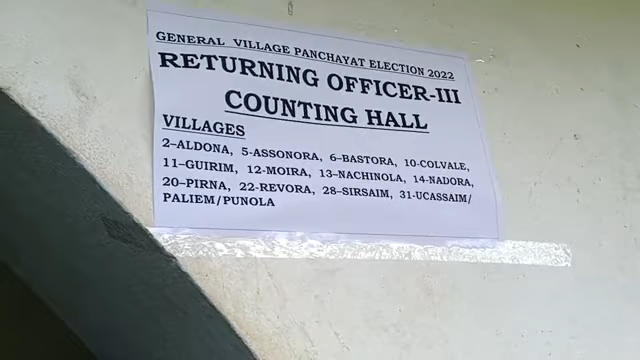 GENERAL VILLAGE PANCHAYAT ELECTION 2022
RETURNING OFFICER-III
COUNTING HALL
VILLAGES
2–ALDONA, 5-ASSONORA, 6-BASTORA, 10-COLVALE,
11-GUIRIM, 12-MOIRA, 13–NACHINOLA, 14-NADORA,
20–PIRNA, 22-REVORA, 28-SIRSAIM, 31-UCASSAIM/
PALIEM/PUNOLA